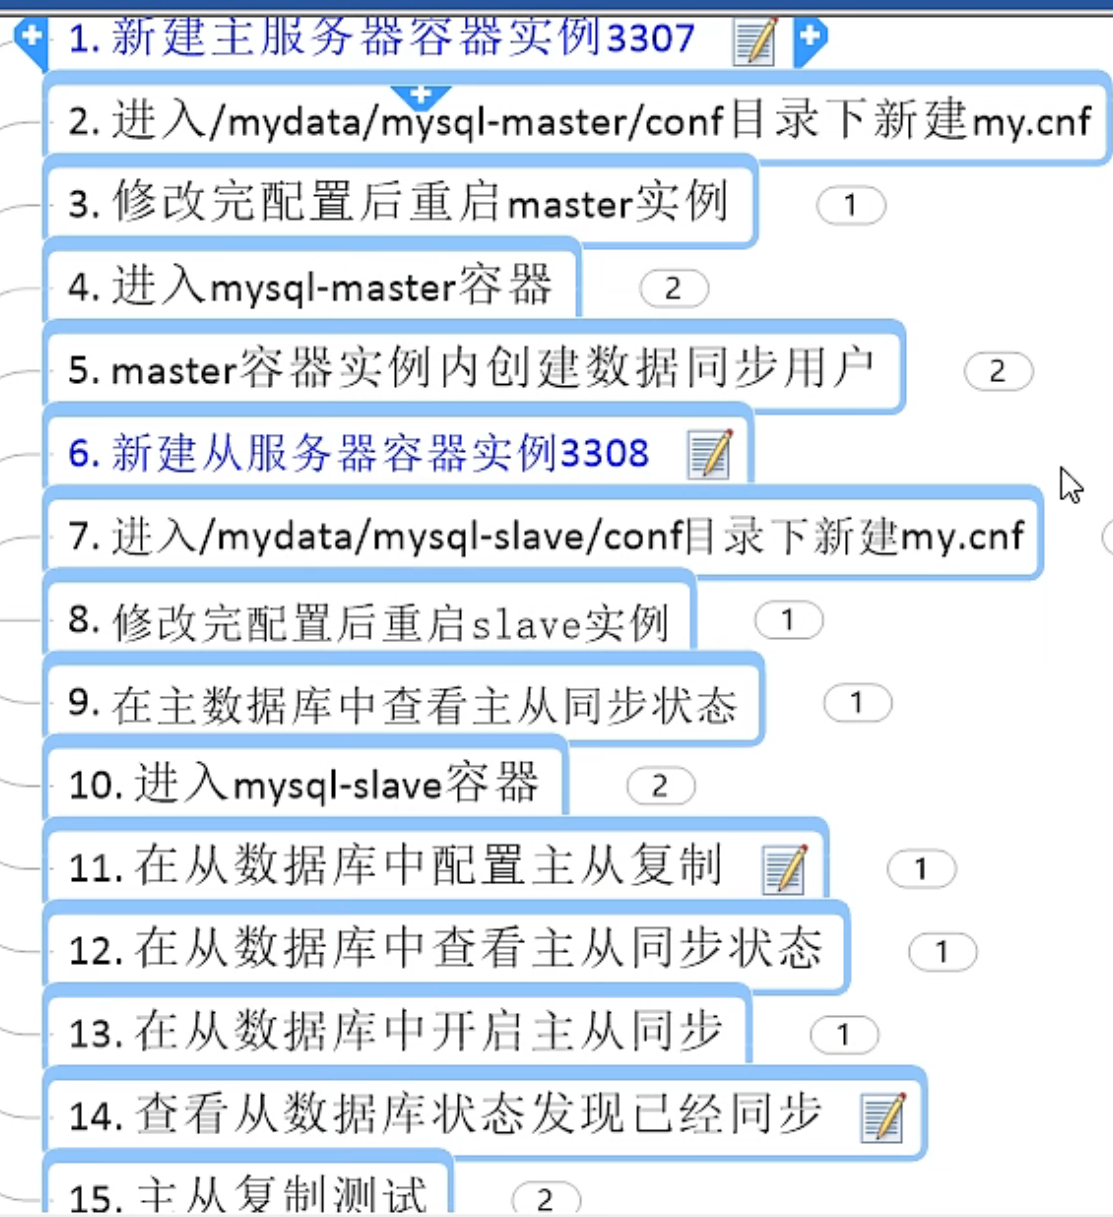 1. 新建主服务器容器实例3307
2. 进入/mydata/mysql-master/conf目录下新建my.cnf
3. 修改完配置后重启master实例 1
4. 进入mysql-master容器 2
5. master容器实例内创建数据同步用户 2
6. 新建从服务器容器实例3308
7. 进入/mydata/mysql-slave/conf目录下新建my.cnf
8. 修改完配置后重启slave实例 1
9. 在主数据库中查看主从同步状态 1
10. 进入mysql-slave容器 2
11. 在从数据库中配置主从复制 1
12. 在从数据库中查看主从同步状态 1
13. 在从数据库中开启主从同步 1
14. 查看从数据库状态发现已经同步
15. 主从复制测试 2